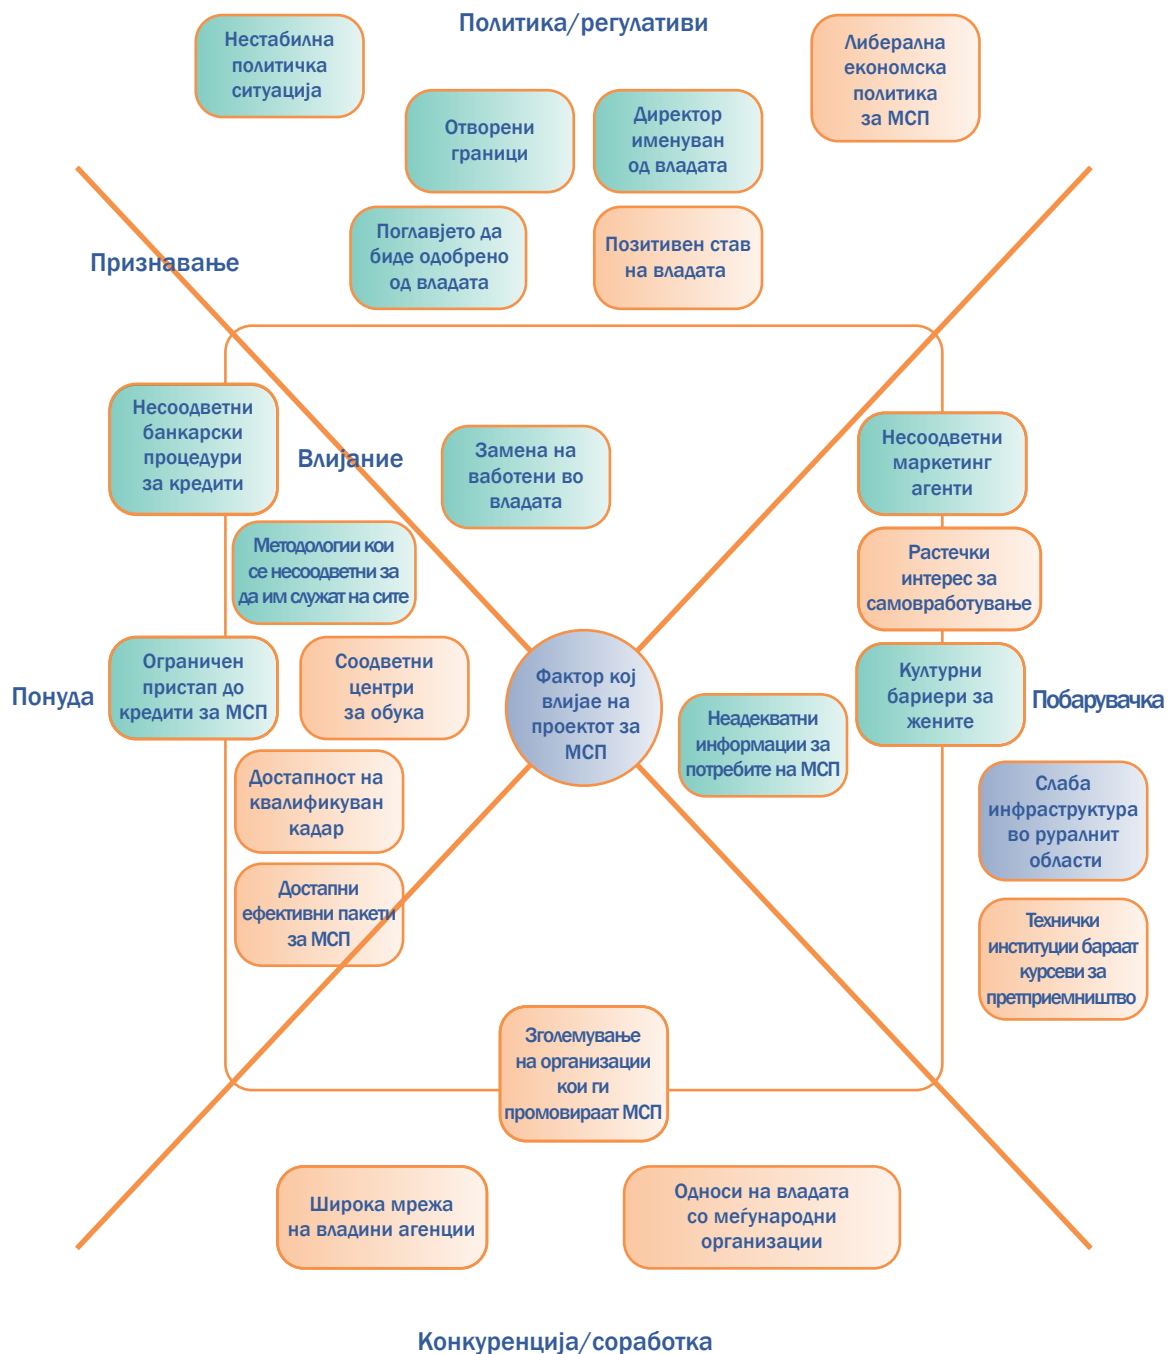 Политика/регулативи
Нестабилна
политичка
ситуација
Либерална
економска
политика
за МСП
Отворени
граници
Директор
именуван
од владата
Поглавјето да
биде одобрено
од владата
Позитивен став
на владата
Признавање
Несоодветни
банкарски
процедури
за кредити
Влијание
Замена на
ваботени во
владата
Несоодветни
маркетинг
агенти
Методологии кои
се несоодветни за
да им служат на сите
Растечки
интерес за
самовработување
Понуда
Ограничен
пристап до
кредити за МСП
Соодветни
центри
за обука
Фактор кој
влијае на
проектот за
МСП
Неадекватни
информации за
потребите на МСП
Културни
бариери за
жените
Побарувачка
Достапност на
квалификуван
кадар
Слаба
инфраструктура
во руралнит
области
Достапни
ефективни пакети
за МСП
Технички
институции бараат
курсеви за
претприемништво
Зголемување
на организации
кои ги
промовираат МСП
Широка мрежа
на владини агенции
Односи на владата
со меѓународни
организации
Конкуренција/соработка